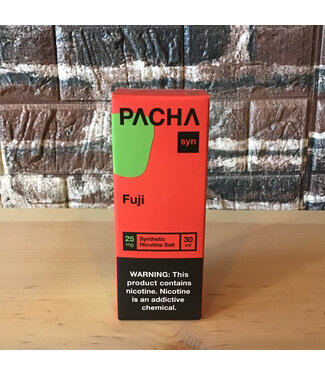 PACHA
syn
Fuji
25 mg
Synthetic
Nicotine Salt
30 ml
WARNING: This
product contains
nicotine. Nicotine
is an addictive
chemical.